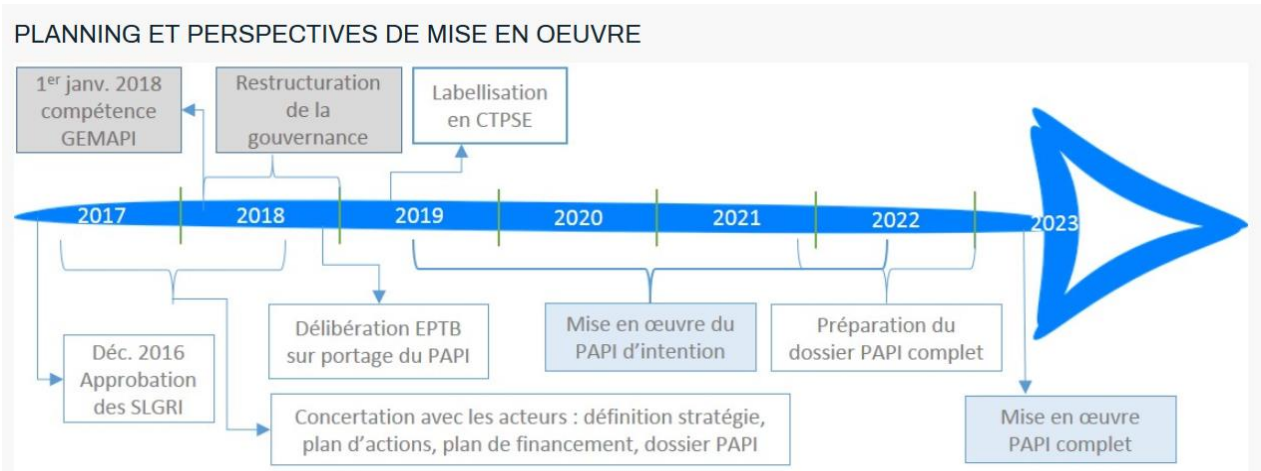 PLANNING ET PERSPECTIVES DE MISE EN OEUVRE
1er janv. 2018
compétence
GEMAPI
Restructuration
de la
gouvernance
Labellisation
en CTPSE
2017
2018
2019
2020
2021
2022
2023
Déc. 2016
Approbation
des SLGRI
Délibération EPTB
sur portage du PAPI
Mise en œuvre du
PAPI d'intention
Préparation du
dossier PAPI complet
Concertation avec les acteurs : définition stratégie,
plan d'actions, plan de financement, dossier PAPI
Mise en œuvre
PAPI complet